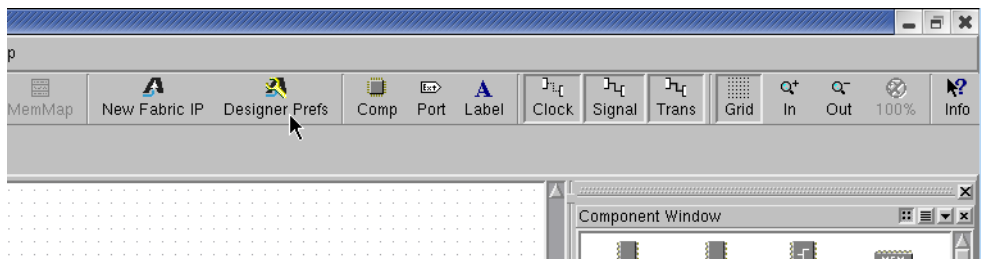 p
MemMap New Fabric IP Designer Prefs Comp Port Label Clock Signal Trans Grid In Out 100% Info
Component Window